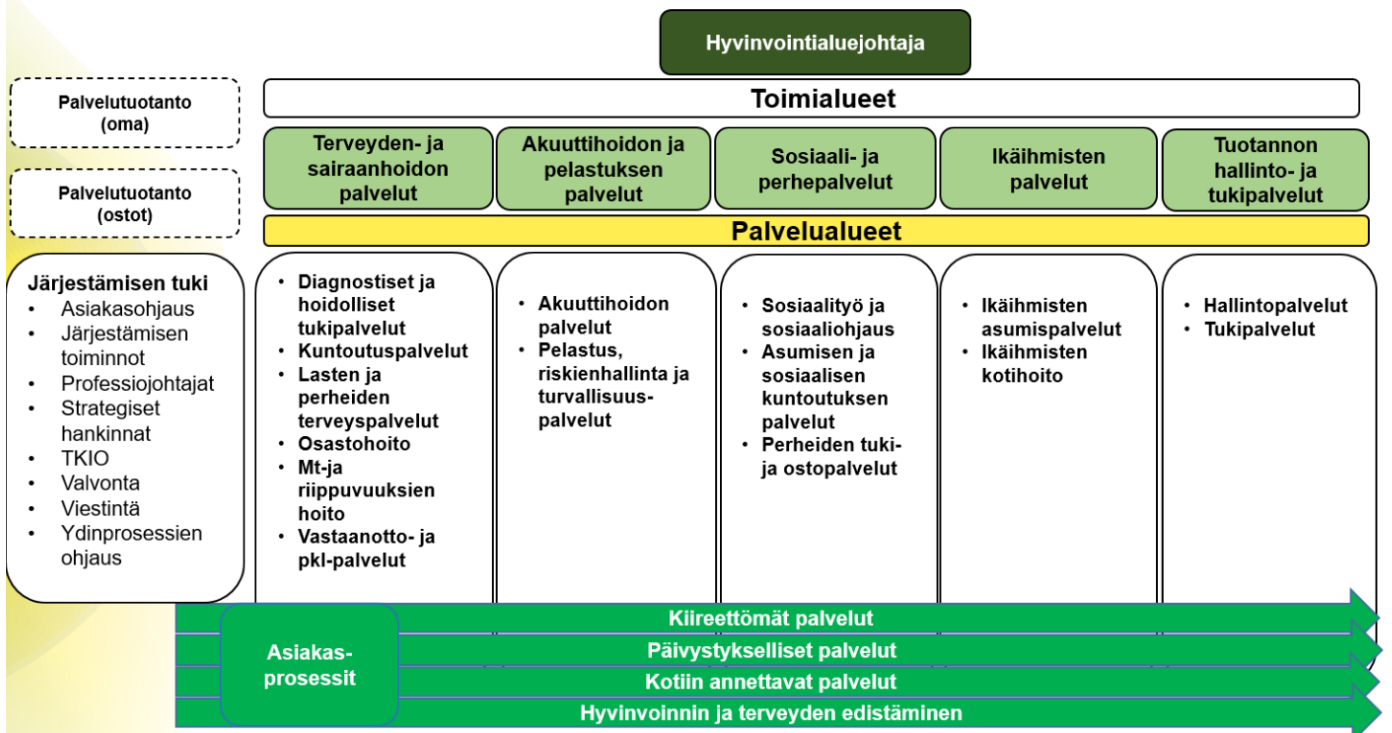 Hyvinvointialuejohtaja
Palvelutuotanto
(oma)
Toimialueet
Palvelutuotanto
(ostot)
Terveyden- ja
sairaanhoidon
palvelut
Akuuttihoidon ja
pelastuksen
palvelut
Sosiaali- ja
perhepalvelut
Ikäihmisten
palvelut
Tuotannon
hallinto- ja
tukipalvelut
Palvelualueet
Järjestämisen tuki
• Asiakasohjaus
• Järjestämisen
toiminnot
• Professiojohtajat
• Strategiset
hankinnat
• TKIO
• Valvonta
• Viestintä
• Ydinprosessien
ohjaus
• Diagnostiset ja
hoidolliset
tukipalvelut
• Kuntoutuspalvelut
• Lasten ja
perheiden
terveyspalvelut
• Osastohoito
• Mt-ja
riippuvuuksien
hoito
• Vastaanotto- ja
pkl-palvelut
• Akuuttihoidon
palvelut
• Pelastus,
riskienhallinta ja
turvallisuus-
palvelut
• Sosiaalityö ja
sosiaaliohjaus
• Asumisen ja
sosiaalisen
kuntoutuksen
palvelut
• Perheiden tuki-
ja ostopalvelut
• Ikäihmisten
asumispalvelut
• Ikäihmisten
kotihoito
• Hallintopalvelut
• Tukipalvelut
Asiakas-
prosessit
Kiireettömät palvelut
Päivystykselliset palvelut
Kotiin annettavat palvelut
Hyvinvoinnin ja terveyden edistäminen